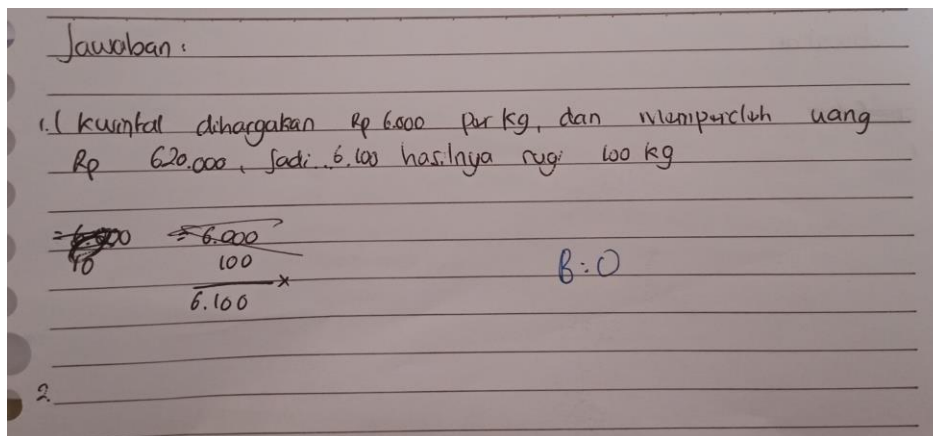 Jawaban :
1. 1 kwintal dihargakan Rp 6.000 per kg, dan memperoleh uang
Rp 620.000, Jadi 6.100 hasilnya rugi 100 kg
= 6.000
100 x
6.100
B : 0
2.